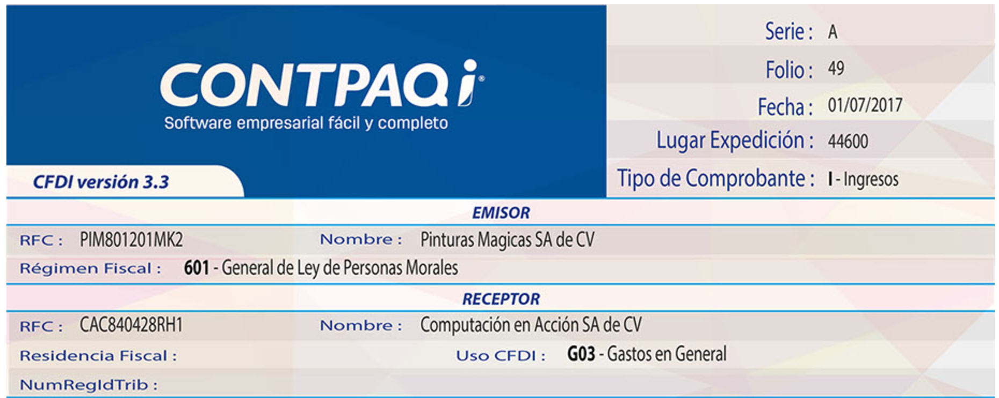 CONTPAQ i®
Software empresarial fácil y completo
CFDI versión 3.3
Serie : A
Folio : 49
Fecha : 01/07/2017
Lugar Expedición : 44600
Tipo de Comprobante : I - Ingresos
EMISOR
RFC : PIM801201MK2 Nombre : Pinturas Magicas SA de CV
Régimen Fiscal : 601 - General de Ley de Personas Morales
RECEPTOR
RFC : CAC840428RH1 Nombre : Computación en Acción SA de CV
Residencia Fiscal : Uso CFDI : G03 - Gastos en General
NumRegIdTrib :